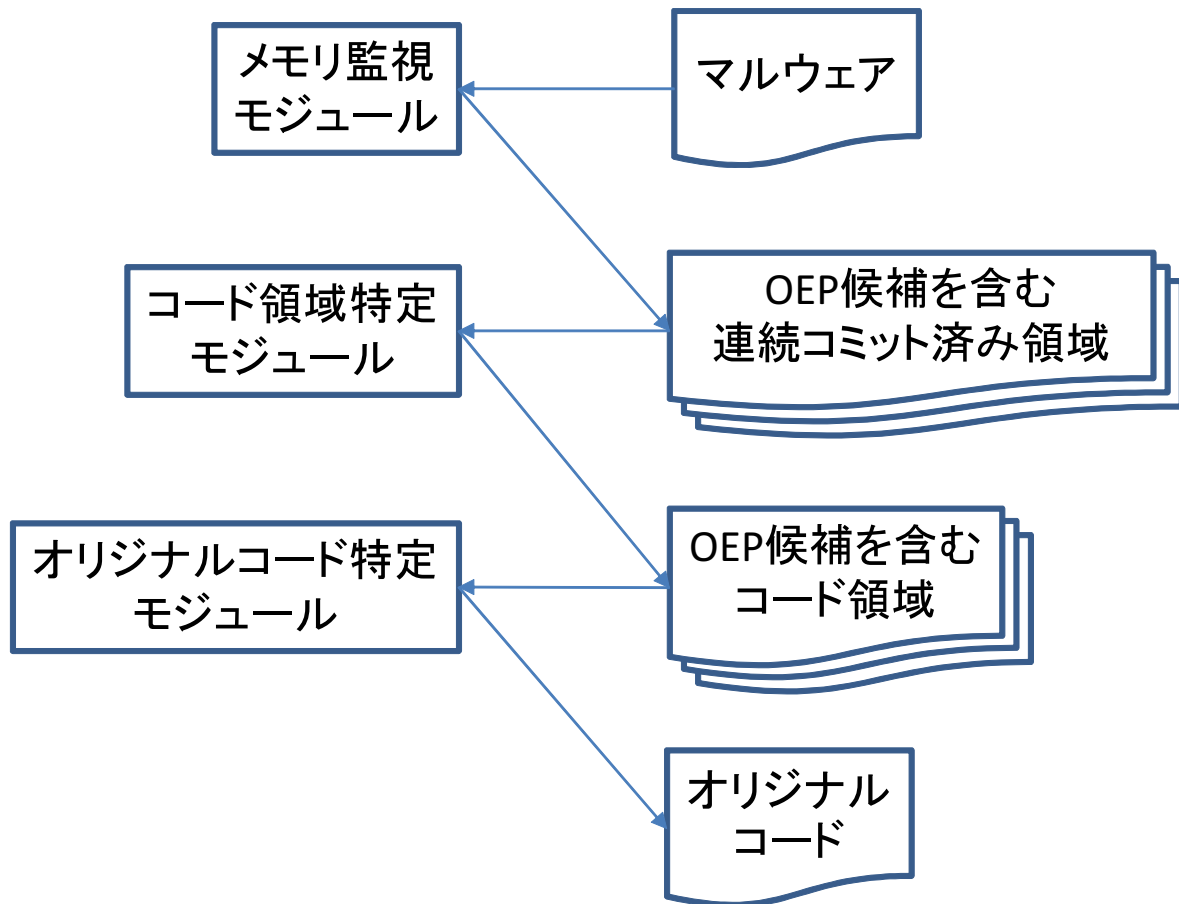 メモリ監視
モジュール
マルウェア
コード領域特定
モジュール
OEP候補を含む
連続コミット済み領域
オリジナルコード特定
モジュール
OEP候補を含む
コード領域
オリジナル
コード